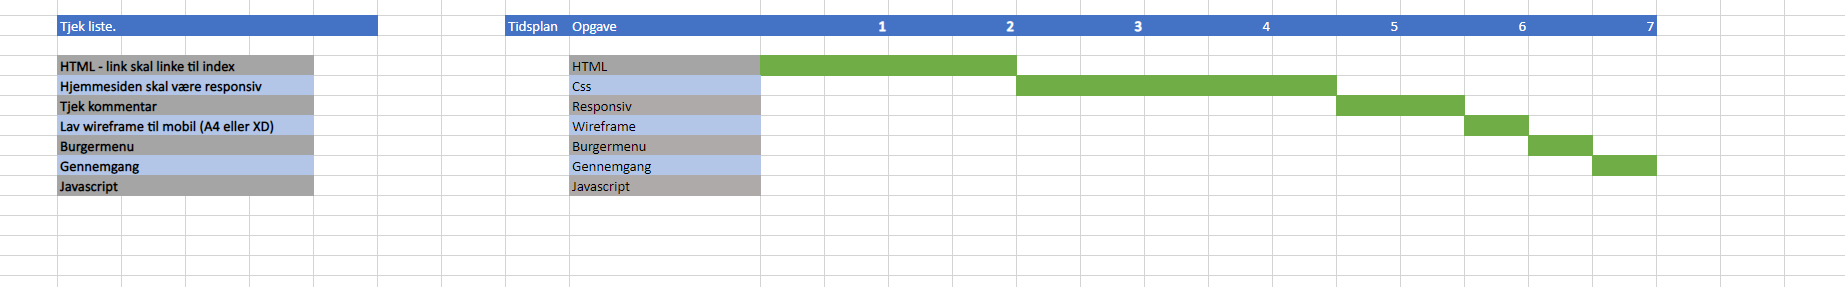 Tjek liste.
Tidsplan Opgave 1 2 3 4 5 6 7
HTML - link skal linke til index
HTML
Hjemmesiden skal være responsiv
Css
Tjek kommentar
Responsiv
Lav wireframe til mobil (A4 eller XD)
Wireframe
Burgermenu
Burgermenu
Gennemgang
Gennemgang
Javascript
Javascript